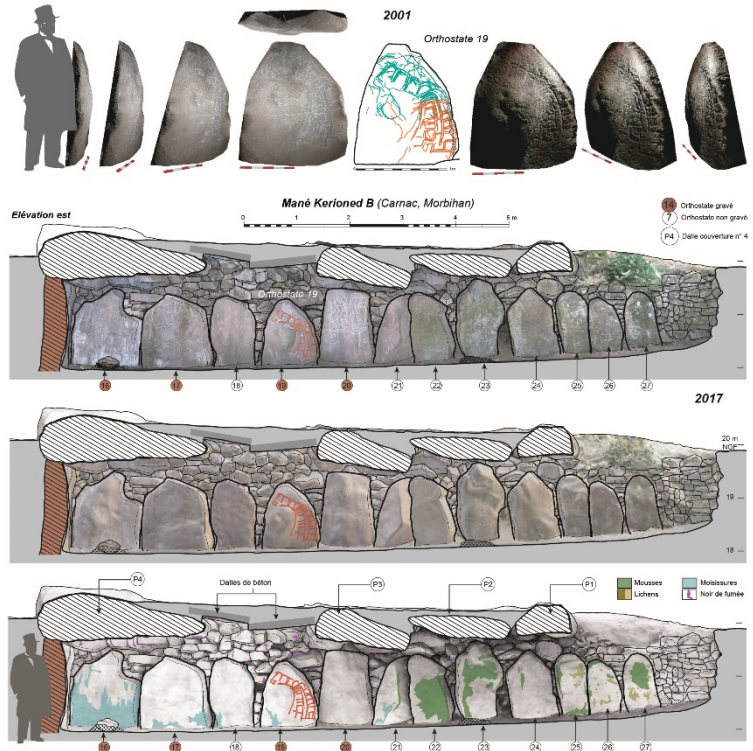 2001
Orthostate 19
0 1m
Elévation est
Mané Kerioned B (Carnac, Morbihan)
0 1 2 3 4 5 m
14 Orthostate gravé
7 Orthostate non gravé
P4 Dalle couverture n° 4
Orthostate 19
16 17 18 19 20 21 22 23 24 25 26 27
2017
20 m
NGF
19
18
P4 Dalles de béton P3 P2 P1
Mousses Moisissures
Lichens Noir de fumée
16 17 18 19 20 21 22 23 24 25 26 27